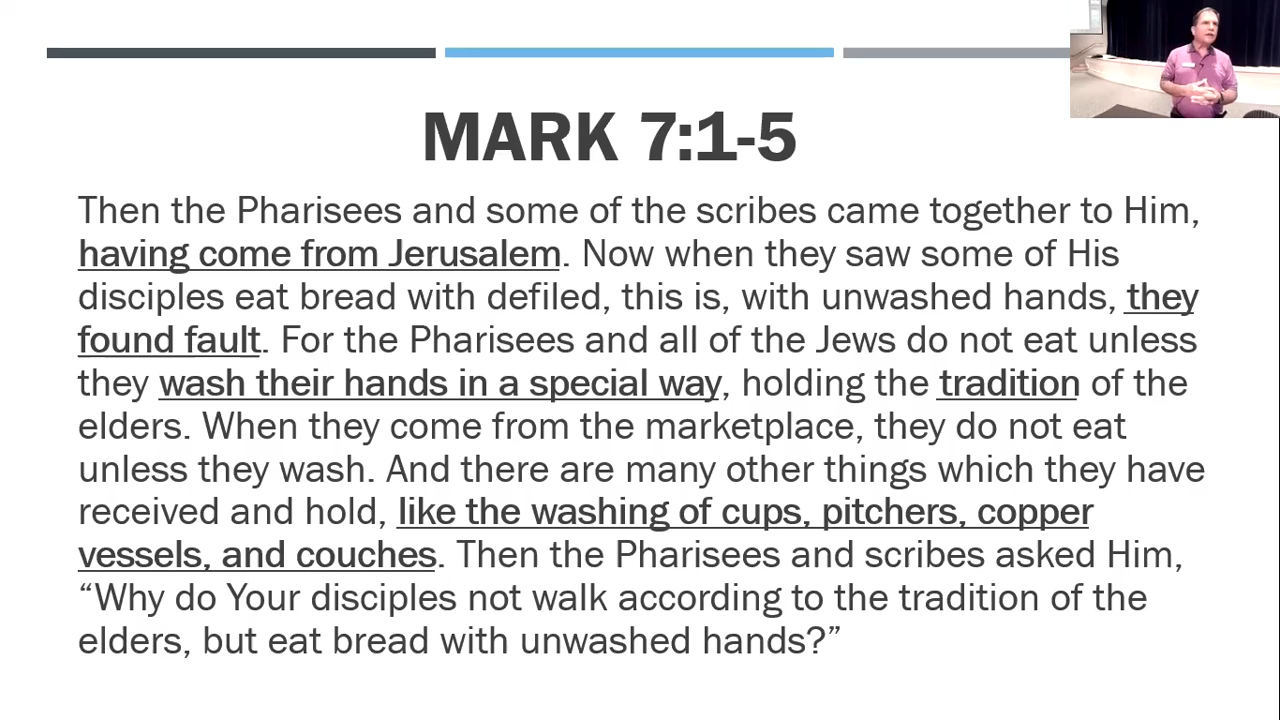 MARK 7:1-5
Then the Pharisees and some of the scribes came together to Him,
having come from Jerusalem. Now when they saw some of His
disciples eat bread with defiled, this is, with unwashed hands, they
found fault. For the Pharisees and all of the Jews do not eat unless
they wash their hands in a special way, holding the tradition of the
elders. When they come from the marketplace, they do not eat
unless they wash. And there are many other things which they have
received and hold, like the washing of cups, pitchers, copper
vessels, and couches. Then the Pharisees and scribes asked Him,
“Why do Your disciples not walk according to the tradition of the
elders, but eat bread with unwashed hands?”